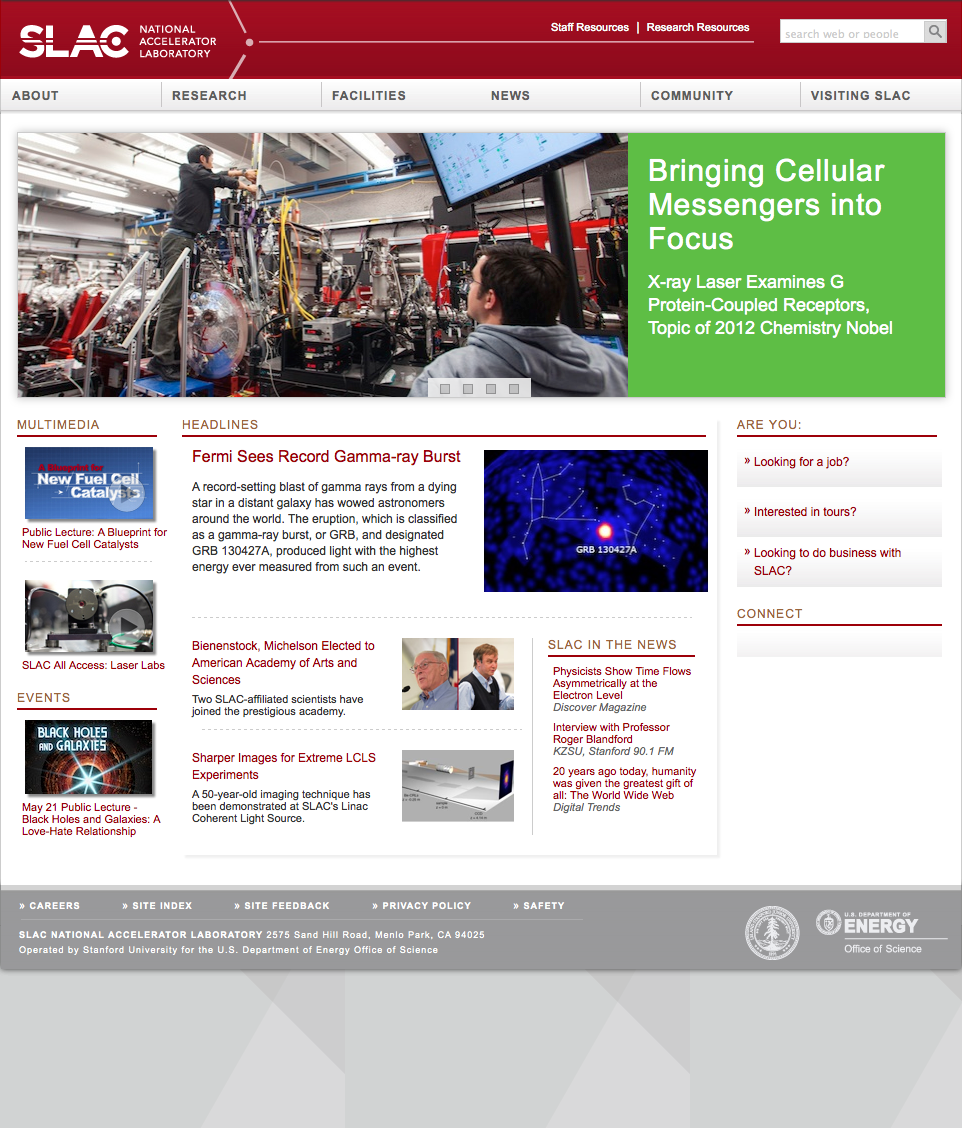 SLAC NATIONAL
ACCELERATOR
LABORATORY
Staff Resources | Research Resources
search web or people
ABOUT
RESEARCH
FACILITIES
NEWS
COMMUNITY
VISITING SLAC
Bringing Cellular
Messengers into
Focus
X-ray Laser Examines G
Protein-Coupled Receptors,
Topic of 2012 Chemistry Nobel
MULTIMEDIA
A Blueprint for
New Fuel Cell
Catalysts
Public Lecture: A Blueprint for
New Fuel Cell Catalysts
SLAC All Access: Laser Labs
EVENTS
BLACK HOLES
AND GALAXIES
May 21 Public Lecture -
Black Holes and Galaxies: A
Love-Hate Relationship
HEADLINES
Fermi Sees Record Gamma-ray Burst
A record-setting blast of gamma rays from a dying
star in a distant galaxy has wowed astronomers
around the world. The eruption, which is classified
as a gamma-ray burst, or GRB, and designated
GRB 130427A, produced light with the highest
energy ever measured from such an event.
GRB 130427A
Bienenstock, Michelson Elected to
American Academy of Arts and
Sciences
Two SLAC-affiliated scientists have
joined the prestigious academy.
Sharper Images for Extreme LCLS
Experiments
A 50-year-old imaging technique has
been demonstrated at SLAC's Linac
Coherent Light Source.
SLAC IN THE NEWS
Physicists Show Time Flows
Asymmetrically at the
Electron Level
Discover Magazine
Interview with Professor
Roger Blandford
KZSU, Stanford 90.1 FM
20 years ago today, humanity
was given the greatest gift of
all: The World Wide Web
Digital Trends
ARE YOU:
» Looking for a job?
» Interested in tours?
» Looking to do business with
SLAC?
CONNECT
» CAREERS
» SITE INDEX
» SITE FEEDBACK
» PRIVACY POLICY
» SAFETY
SLAC NATIONAL ACCELERATOR LABORATORY 2575 Sand Hill Road, Menlo Park, CA 94025
Operated by Stanford University for the U.S. Department of Energy Office of Science
U.S. DEPARTMENT OF
ENERGY
Office of Science